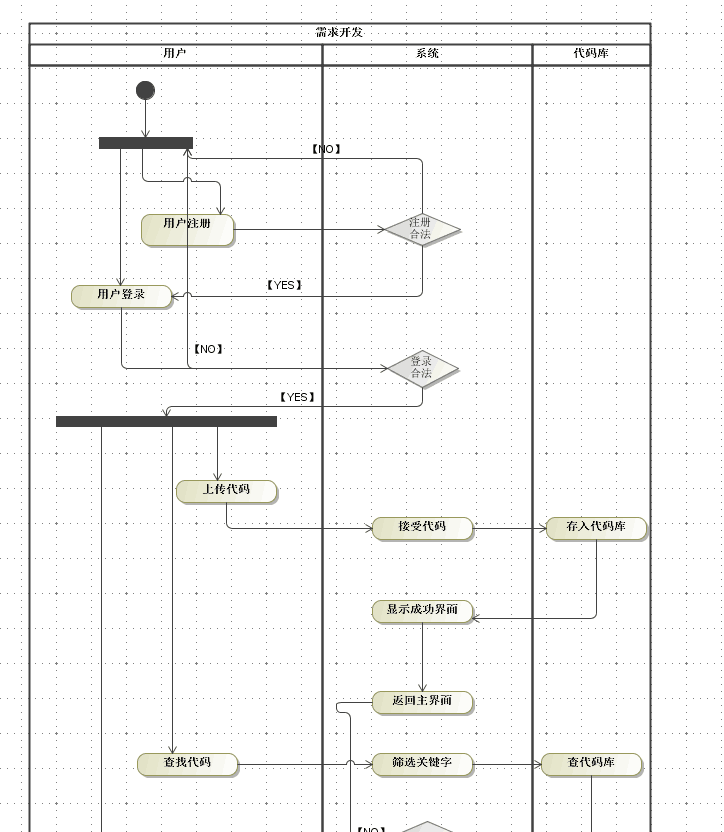 需求开发
用户
系统
代码库
【NO】
用户注册
注册
合法
【YES】
用户登录
【NO】
登录
合法
【YES】
上传代码
接受代码
存入代码库
显示成功界面
返回主界面
查找代码
筛选关键字
查代码库
【NO】